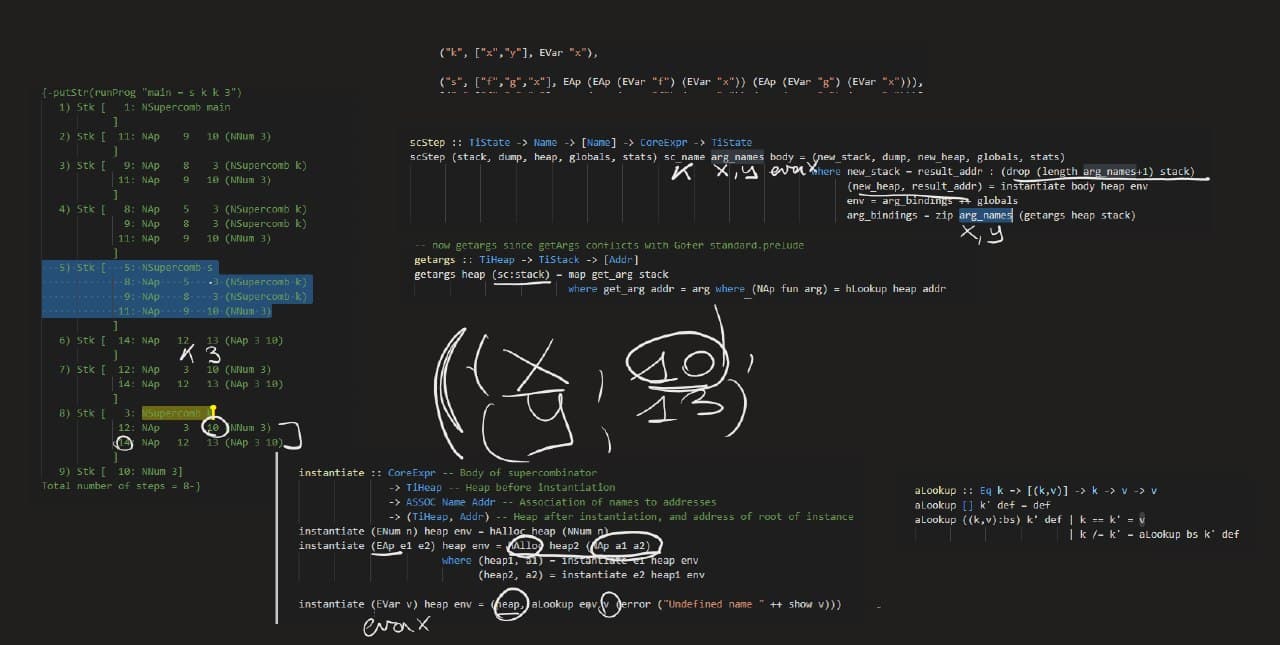 ("k", ["x","y"], EVar "x"),
("s", ["f","g","x"], EAp (EAp (EVar "f") (EVar "x")) (EAp (EVar "g") (EVar "x"))),
{-putStr(runProg "main = s k k 3")
1) Stk [   1: NSupercomb main
]
2) Stk [  11: NAp    9   10 (NNum 3)
]
3) Stk [   9: NAp    8    3 (NSupercomb k)
11: NAp    9   10 (NNum 3)
]
4) Stk [   8: NAp    5    3 (NSupercomb k)
9: NAp    8    3 (NSupercomb k)
11: NAp    9   10 (NNum 3)
]
5) Stk [   5: NSupercomb s
8: NAp    5    3 (NSupercomb k)
9: NAp    8    3 (NSupercomb k)
11: NAp    9   10 (NNum 3)
]
6) Stk [  14: NAp   12   13 (NAp 3 10)
]
K 3
7) Stk [  12: NAp    3   10 (NNum 3)
14: NAp   12   13 (NAp 3 10)
]
8) Stk [   3: NSupercomb
12: NAp    3   10 (NNum 3)
14: NAp   12   13 (NAp 3 10)
]
9) Stk [  10: NNum 3]
Total number of steps = 8-}
scStep :: TiState -> Name -> [Name] -> CoreExpr -> TiState
scStep (stack, dump, heap, globals, stats) sc_name arg_names body = (new_stack, dump, new_heap, globals, stats)
K x,y evar x
where new_stack = result_addr : (drop (length arg_names+1) stack)
(new_heap, result_addr) = instantiate body heap env
env = arg_bindings ++ globals
arg_bindings = zip arg_names (getargs heap stack)
x,y
-- now getargs since getArgs conflicts with Gofer standard.prelude
getargs :: TiHeap -> TiStack -> [Addr]
getargs heap (sc:stack) = map get_arg stack
where get_arg addr = arg where (NAp fun arg) = hLookup heap addr
((x, 10),
(y, 13)
instantiate :: CoreExpr -- Body of supercombinator
-> TiHeap -- Heap before instantiation
-> ASSOC Name Addr -- Association of names to addresses
-> (TiHeap, Addr) -- Heap after instantiation, and address of root of instance
instantiate (ENum n) heap env = hAlloc heap (NNum n)
instantiate (EAp e1 e2) heap env = hAlloc heap2 (NAp a1 a2)
where (heap1, a1) = instantiate e1 heap env
(heap2, a2) = instantiate e2 heap1 env
instantiate (EVar v) heap env = (heap, aLookup env v (error ("Undefined name " ++ show v)))
evar x
aLookup :: Eq k => [(k,v)] -> k -> v -> v
aLookup [] k' def = def
aLookup ((k,v):bs) k' def | k == k' = v
| k /= k' = aLookup bs k' def